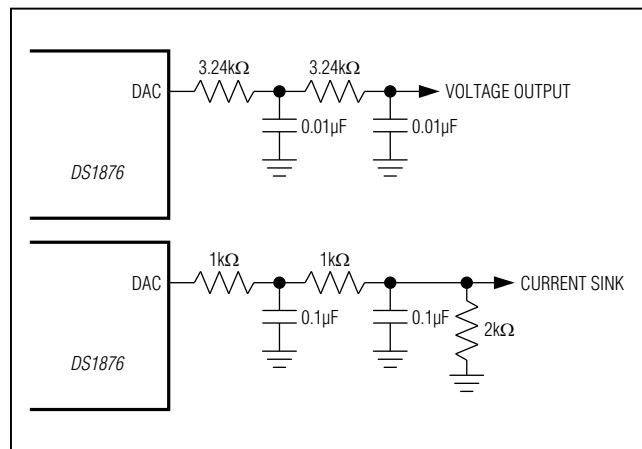 3.24kΩ 3.24kΩ
DAC VOLTAGE OUTPUT
0.01µF 0.01µF
DS1876
1kΩ 1kΩ
DAC CURRENT SINK
0.1µF 0.1µF 2kΩ
DS1876